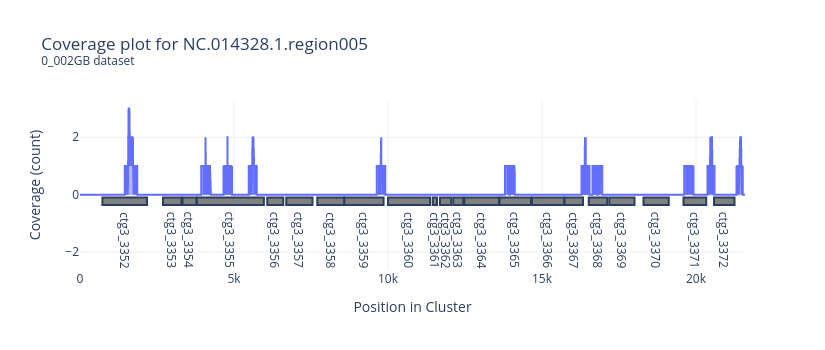 Coverage plot for NC.014328.1.region005
0_002GB dataset
Coverage (count)
2
0
−2
ctg3_3352
ctg3_3353
ctg3_3354
ctg3_3355
ctg3_3356
ctg3_3357
ctg3_3358
ctg3_3359
ctg3_3360
ctg3_3361
ctg3_3362
ctg3_3363
ctg3_3364
ctg3_3365
ctg3_3366
ctg3_3367
ctg3_3368
ctg3_3369
ctg3_3370
ctg3_3371
ctg3_3372
0 5k 10k 15k 20k
Position in Cluster